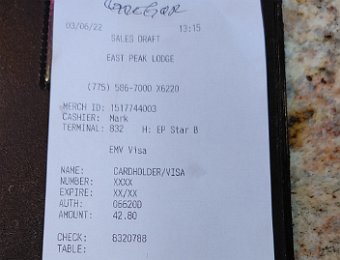 03/06/22 13:15
SALES DRAFT
EAST PEAK LODGE
(775) 586-7000 X6220
MERCH ID: 1517744003
CASHIER: Mark
TERMINAL: 832 H: EP Star B
EMV Visa
NAME: CARDHOLDER/VISA
NUMBER: XXXX
EXPIRE: XX/XX
AUTH: 06620D
AMOUNT: 42.80
CHECK: 8320788
TABLE: